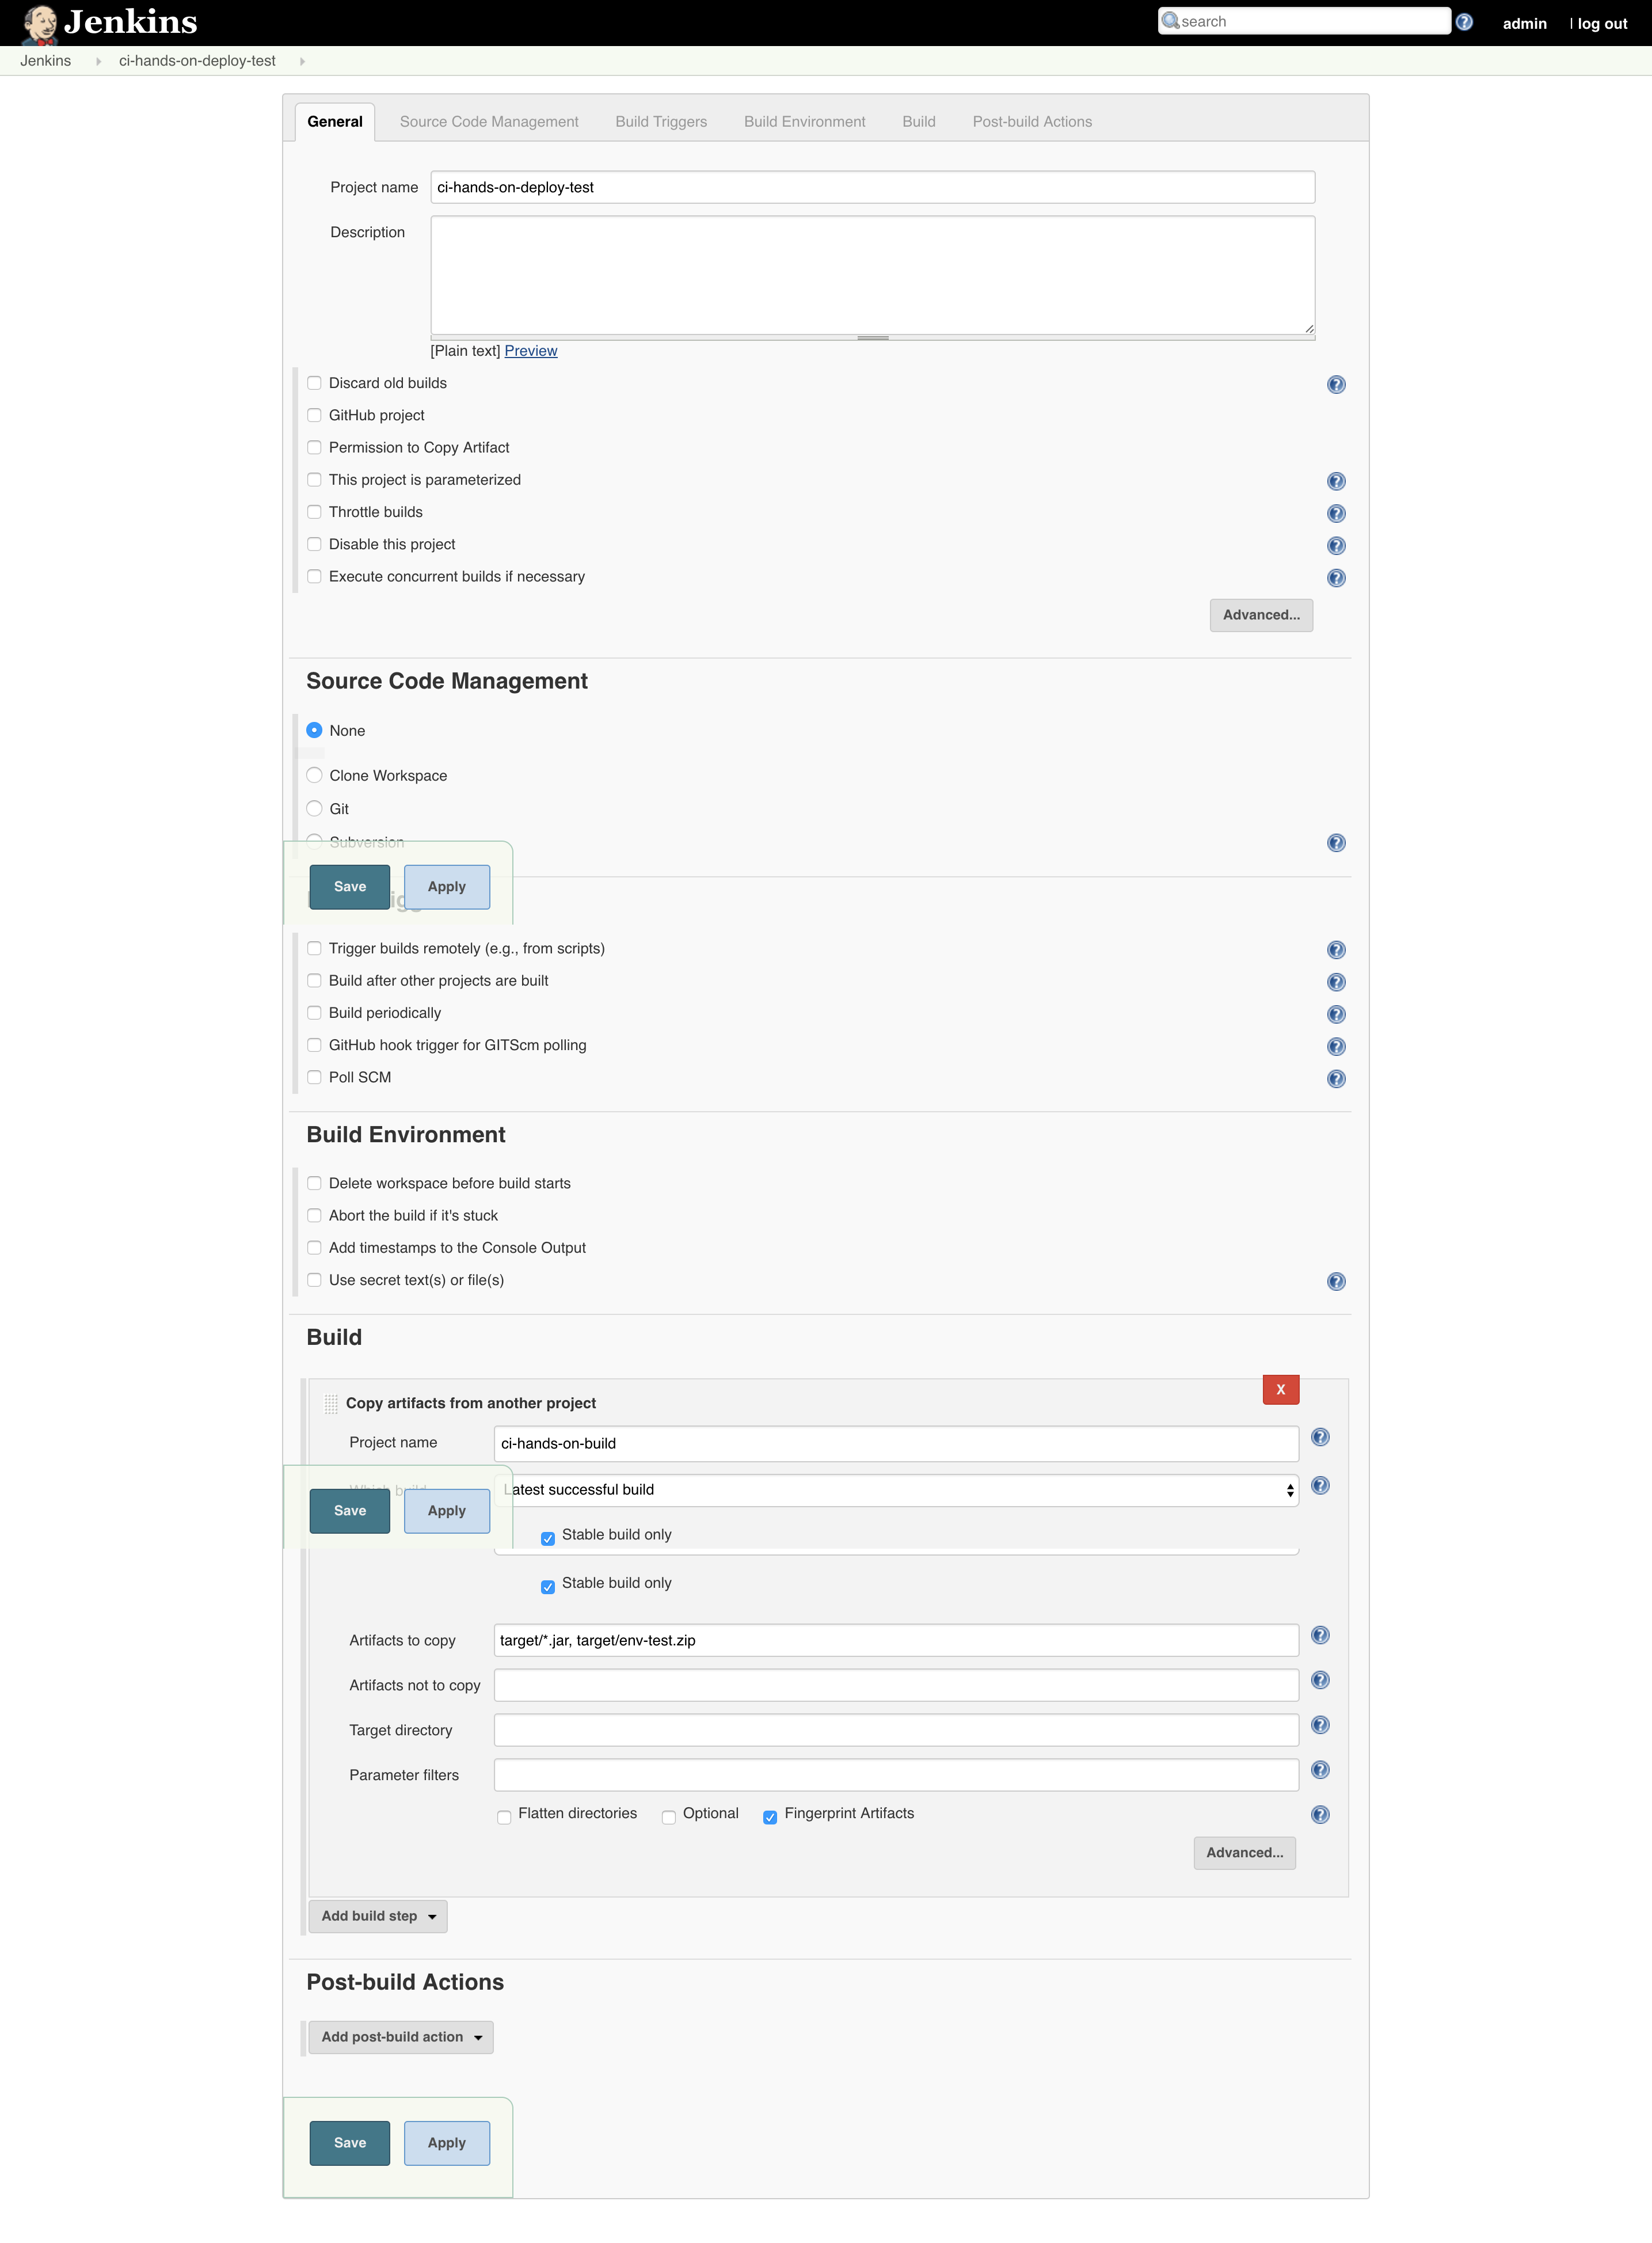 Jenkins
search
admin
| log out
Jenkins
ci-hands-on-deploy-test
General
Source Code Management
Build Triggers
Build Environment
Build
Post-build Actions
Project name
ci-hands-on-deploy-test
Description
[Plain text] Preview
Discard old builds
GitHub project
Permission to Copy Artifact
This project is parameterized
Throttle builds
Disable this project
Execute concurrent builds if necessary
Advanced...
Source Code Management
None
Clone Workspace
Git
Subversion
Save
Apply
Trigger builds remotely (e.g., from scripts)
Build after other projects are built
Build periodically
GitHub hook trigger for GITScm polling
Poll SCM
Build Environment
Delete workspace before build starts
Abort the build if it's stuck
Add timestamps to the Console Output
Use secret text(s) or file(s)
Build
X
Copy artifacts from another project
Project name
ci-hands-on-build
Which build
Latest successful build
Save
Apply
Stable build only
Stable build only
Artifacts to copy
target/*.jar, target/env-test.zip
Artifacts not to copy
Target directory
Parameter filters
Flatten directories
Optional
Fingerprint Artifacts
Advanced...
Add build step
Post-build Actions
Add post-build action
Save
Apply